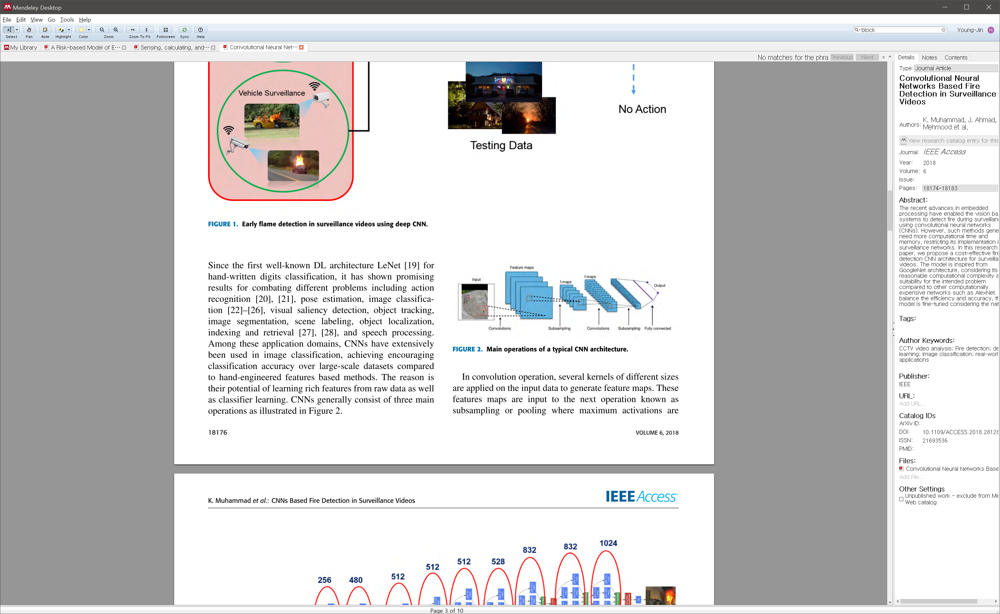 Mendeley Desktop
File Edit View Go Tools Help
Select Pan Note Highlight Color Zoom Zoom To Fit Fullscreen Sync Help
block
Young-Jin YK
My Library A Risk-based Model of E··· Sensing, calculating, and··· Convolutional Neural Net···
No matches for the phra Previous Next
Vehicle Surveillance
Testing Data
No Action
FIGURE 1. Early flame detection in surveillance videos using deep CNN.
Since the first well-known DL architecture LeNet [19] for
hand-written digits classification, it has shown promising
results for combating different problems including action
recognition [20], [21], pose estimation, image classifica-
tion [22]–[26], visual saliency detection, object tracking,
image segmentation, scene labeling, object localization,
indexing and retrieval [27], [28], and speech processing.
Among these application domains, CNNs have extensively
been used in image classification, achieving encouraging
classification accuracy over large-scale datasets compared
to hand-engineered features based methods. The reason is
their potential of learning rich features from raw data as well
as classifier learning. CNNs generally consist of three main
operations as illustrated in Figure 2.
Feature maps
Input
f.maps
f.maps
Output
Convolutions
Subsampling
Convolutions
Subsampling
Fully connected
FIGURE 2. Main operations of a typical CNN architecture.
In convolution operation, several kernels of different sizes
are applied on the input data to generate feature maps. These
features maps are input to the next operation known as
subsampling or pooling where maximum activations are
18176
VOLUME 6, 2018
K. Muhammad et al.: CNNs Based Fire Detection in Surveillance Videos
IEEE Access
256
480
512
512
512
528
832
832
1024
Page 3 of 10
Details Notes Contents
Type: Journal Article
Convolutional Neural
Networks Based Fire
Detection in Surveillance
Videos
Authors: K. Muhammad, J. Ahmad,
Mehmood et al.
View research catalog entry for this
Journal: IEEE Access
Year: 2018
Volume: 6
Issue:
Pages: 18174-18183
Abstract:
The recent advances in embedded
processing have enabled the vision ba
systems to detect fire during surveillan
using convolutional neural networks
(CNNs). However, such methods gene
need more computational time and
memory, restricting its implementation i
surveillance networks. In this research
paper, we propose a cost-effective fire
detection CNN architecture for surveilla
videos. The model is inspired from
GoogleNet architecture, considering its
reasonable computational complexity a
suitability for the intended problem
compared to other computationally
expensive networks such as AlexNet.
balance the efficiency and accuracy, th
model is fine-tuned considering the nat
Tags:
Author Keywords:
CCTV video analysis; Fire detection; de
learning; image classification; real-worl
applications
Publisher:
IEEE
URL:
Add URL...
Catalog IDs
ArXiv ID:
DOI: 10.1109/ACCESS.2018.28128
ISSN: 21693536
PMID:
Files:
Convolutional Neural Networks Base
Add File...
Other Settings
Unpublished work - exclude from Me
Web catalog